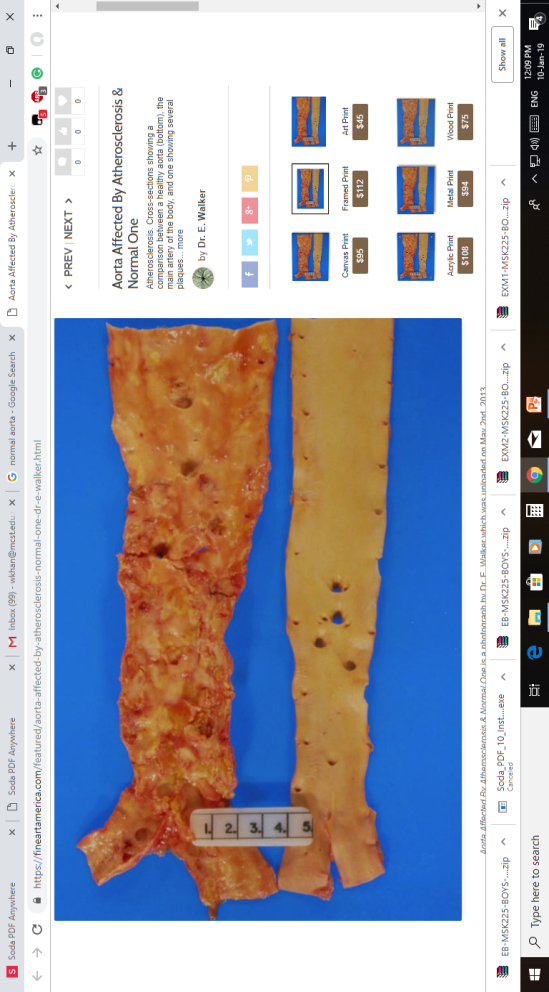 Soda PDF Anywhere
Soda PDF Anywhere
Inbox (99) - wkhan@mcst.edu.
normal aorta - Google Search
Aorta Affected By Atheroscleros
https://fineartamerica.com/featured/aorta-affected-by-atherosclerosis-normal-one-dr-e-walker.html
5
3
< PREV | NEXT >
0
0
0
Aorta Affected By Atherosclerosis &
Normal One
Atherosclerosis. Cross-sections showing a
comparison between a healthy aorta (bottom), the
main artery of the body, and one showing several
plaques... more
by Dr. E. Walker
Canvas Print
$95
Framed Print
$112
Art Print
$45
Acrylic Print
$108
Metal Print
$94
Wood Print
$75
1.
2.
3.
4.
5.
Aorta Affected By Atherosclerosis & Normal One is a photograph by Dr. E. Walker which was uploaded on May 2nd, 2013.
EB-MSK225-BOYS-....zip
Soda_PDF_10_Inst....exe
Canceled
EB-MSK225-BOYS-....zip
EXM2-MSK225-BO....zip
EXM1-MSK225-BO....zip
Show all
Type here to search
ENG
12:09 PM
10-Jan-19
4